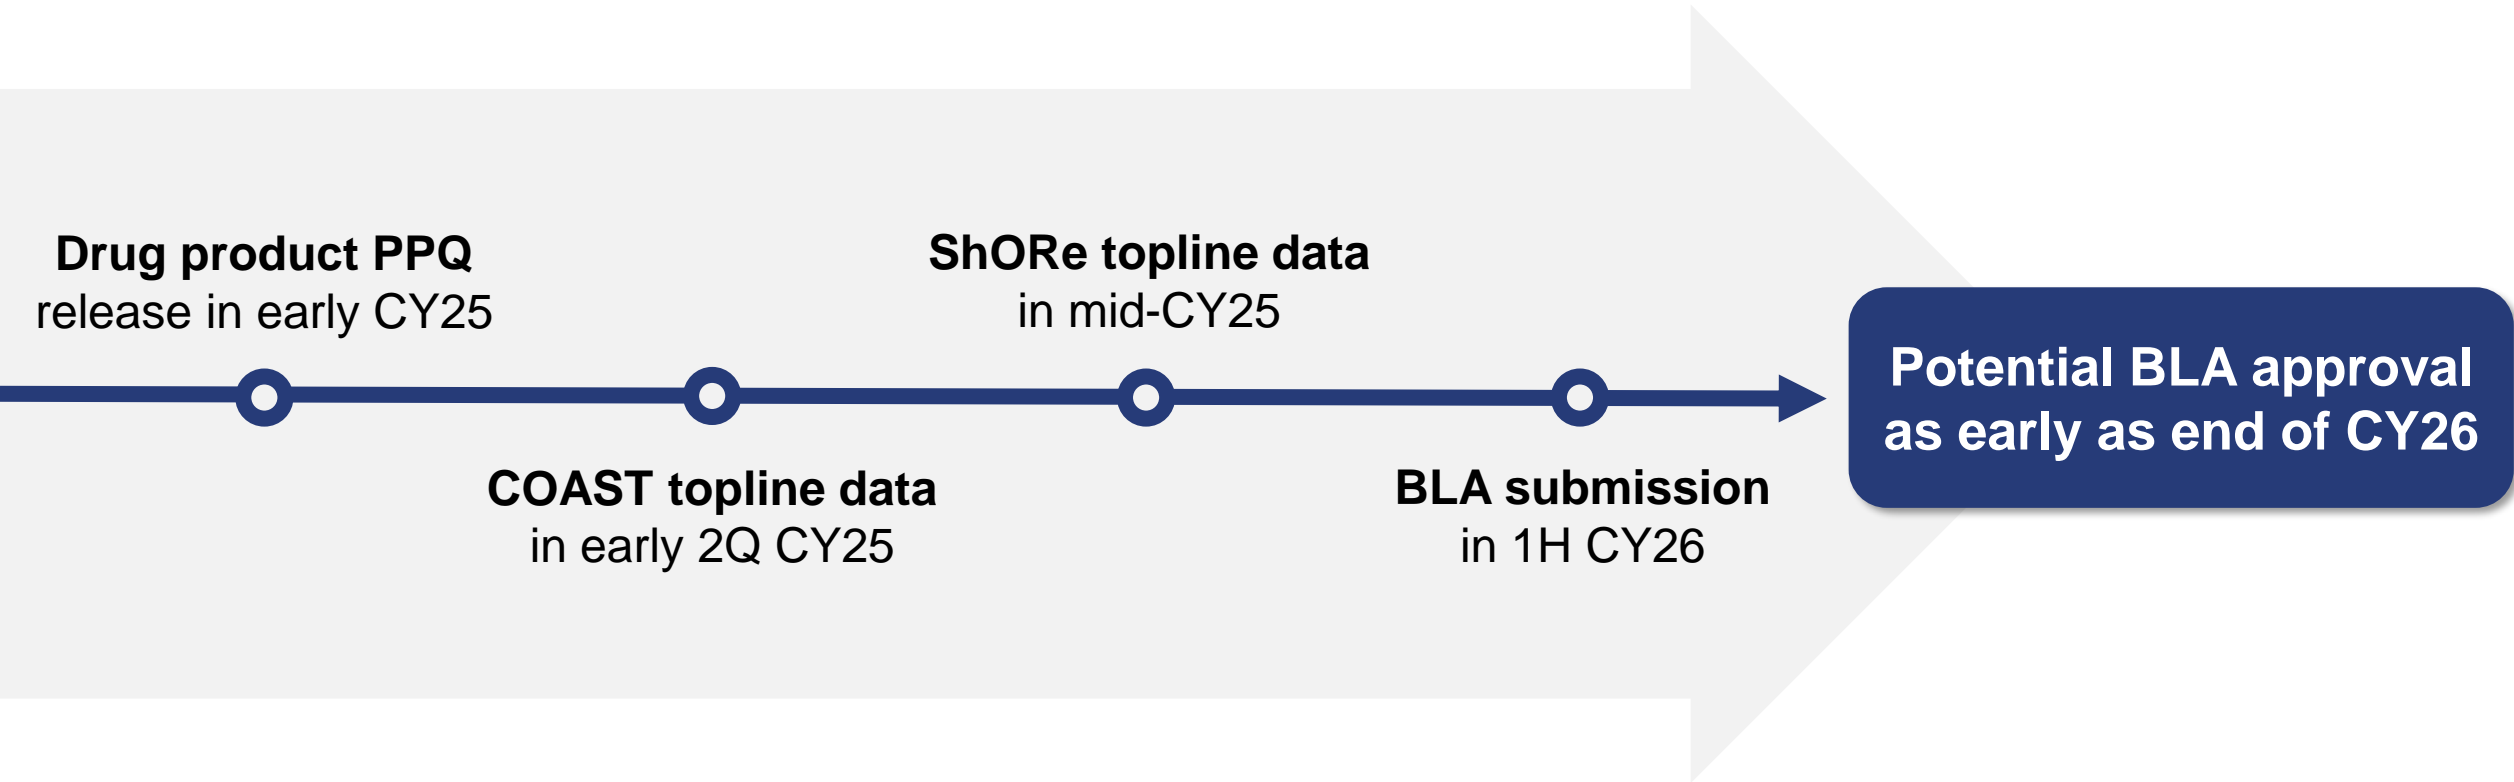 Drug product PPQ
release in early CY25
COAST topline data
in early 2Q CY25
ShORe topline data
in mid-CY25
BLA submission
in 1H CY26
Potential BLA approval
as early as end of CY26